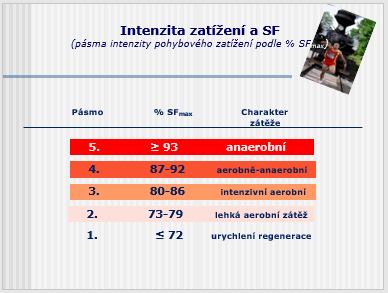 Intenzita zatížení a SF
(pásma intenzity pohybového zatížení podle % SFmax)
Pásmo % SFmax Charakter
zátěže
5. ≥ 93 anaerobní
4. 87-92 aerobně-anaerobní
3. 80-86 intenzivní aerobní
2. 73-79 lehká aerobní zátěž
1. ≤ 72 urychlení regenerace